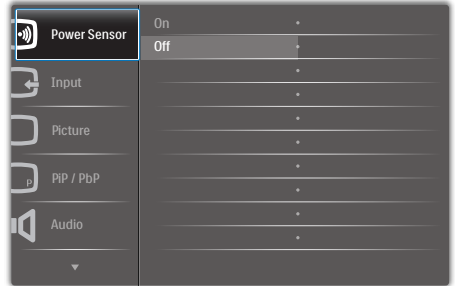 Power Sensor
On
Off
Input
Picture
P
PiP / PbP
Audio